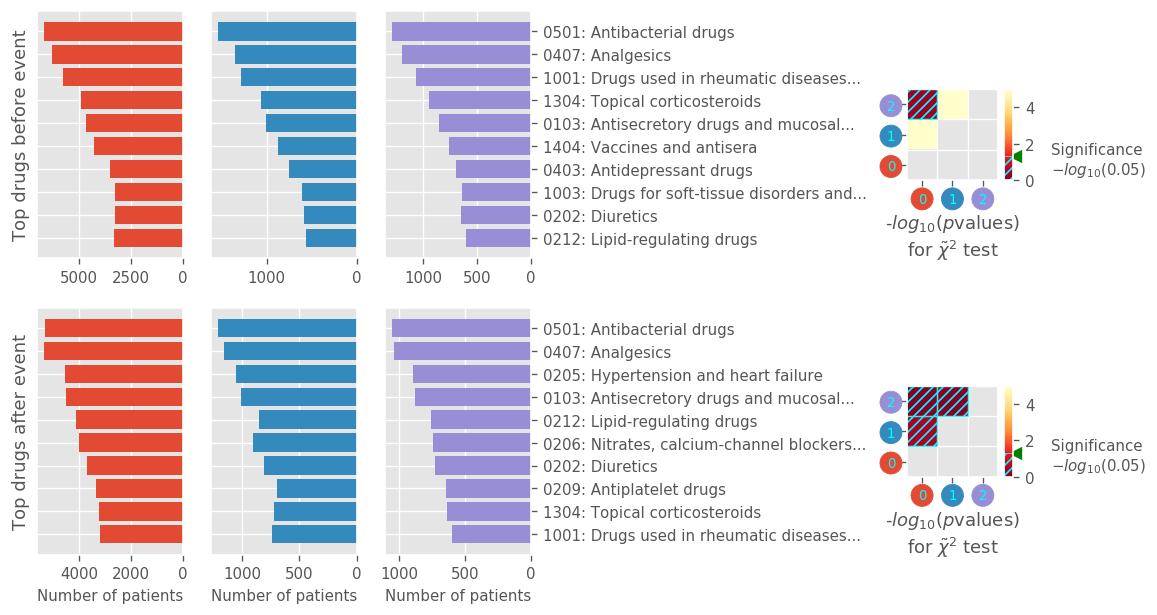 Top drugs before event
0501: Antibacterial drugs
0407: Analgesics
1001: Drugs used in rheumatic diseases...
1304: Topical corticosteroids
0103: Antisecretory drugs and mucosal...
1404: Vaccines and antisera
0403: Antidepressant drugs
1003: Drugs for soft-tissue disorders and...
0202: Diuretics
0212: Lipid-regulating drugs
5000 2500 0
1000 0
1000 500 0
2
1
0
0 1 2
4
2
0
Significance
−log₁₀(0.05)
-log₁₀(pvalues)
for χ̃² test
Top drugs after event
0501: Antibacterial drugs
0407: Analgesics
0205: Hypertension and heart failure
0103: Antisecretory drugs and mucosal...
0212: Lipid-regulating drugs
0206: Nitrates, calcium-channel blockers...
0202: Diuretics
0209: Antiplatelet drugs
1304: Topical corticosteroids
1001: Drugs used in rheumatic diseases...
4000 2000 0
1000 500 0
1000 500 0
Number of patients
Number of patients
Number of patients
2
1
0
0 1 2
4
2
0
Significance
−log₁₀(0.05)
-log₁₀(pvalues)
for χ̃² test